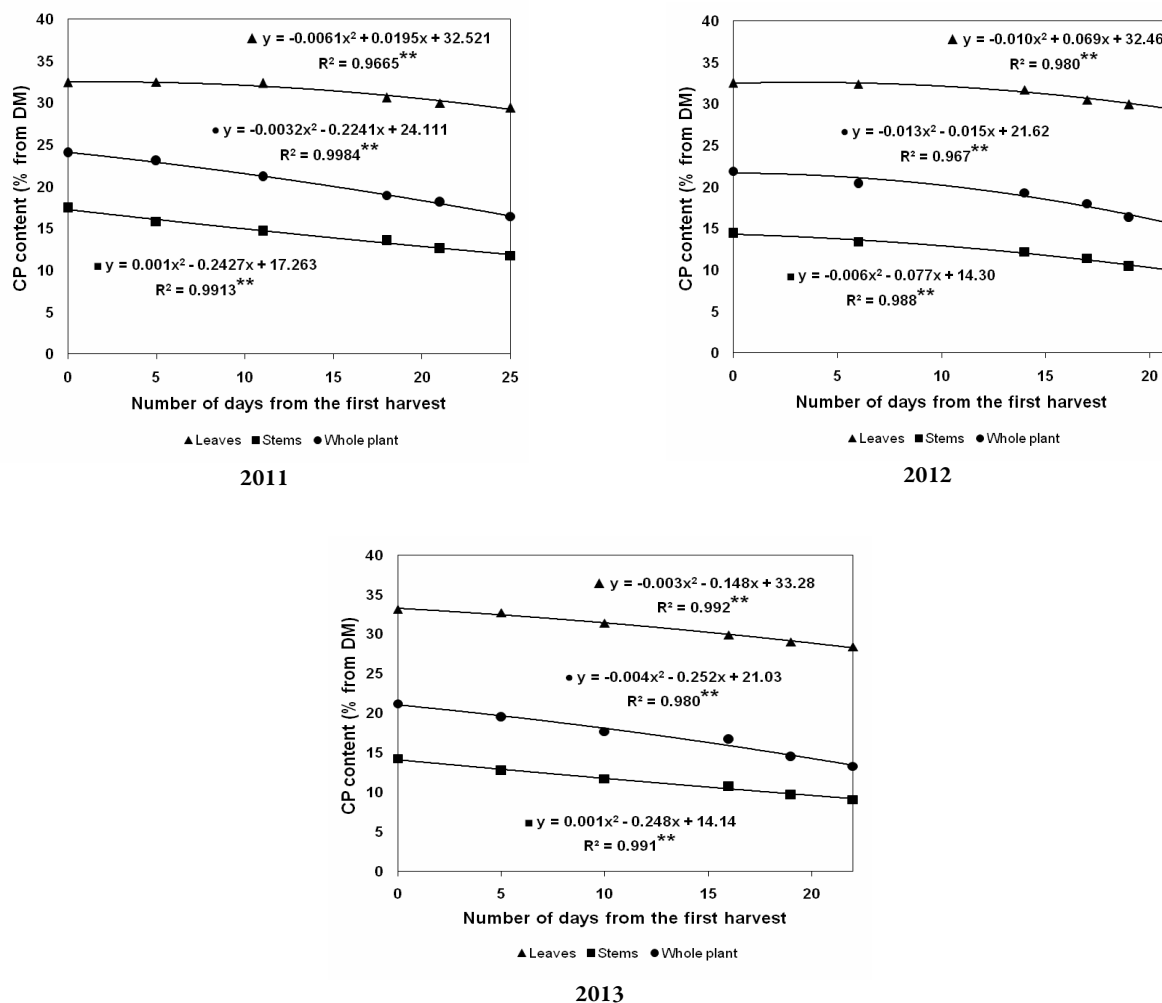 40
35
30
25
20
15
10
5
0
CP content (% from DM)
▲ y = -0.0061x² + 0.0195x + 32.521
R² = 0.9665**
● y = -0.0032x² - 0.2241x + 24.111
R² = 0.9984**
■ y = 0.001x² - 0.2427x + 17.263
R² = 0.9913**
0 5 10 15 20 25
Number of days from the first harvest
▲ Leaves ■ Stems ● Whole plant
2011
40
35
30
25
20
15
10
5
0
CP content (% from DM)
▲ y = -0.010x² + 0.069x + 32.46
R² = 0.980**
● y = -0.013x² - 0.015x + 21.62
R² = 0.967**
■ y = -0.006x² - 0.077x + 14.30
R² = 0.988**
0 5 10 15 20
Number of days from the first harvest
▲ Leaves ■ Stems ● Whole plant
2012
40
35
30
25
20
15
10
5
0
CP content (% from DM)
▲ y = -0.003x² - 0.148x + 33.28
R² = 0.992**
● y = -0.004x² - 0.252x + 21.03
R² = 0.980**
■ y = 0.001x² - 0.248x + 14.14
R² = 0.991**
0 5 10 15 20
Number of days from the first harvest
▲ Leaves ■ Stems ● Whole plant
2013